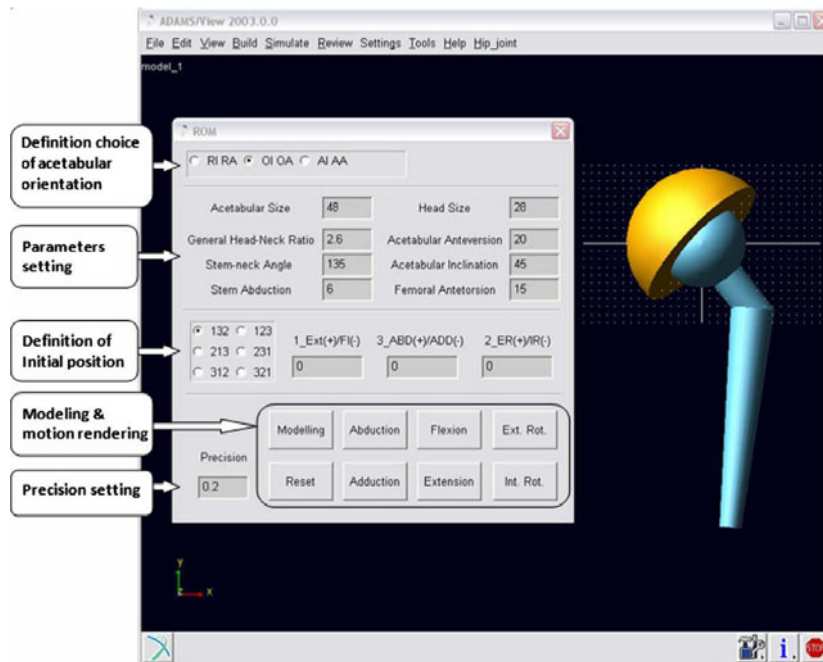 ADAMS/View 2003.0.0
File Edit View Build Simulate Review Settings Tools Help Hip_joint
model_1
ROM
Definition choice
of acetabular
orientation
RI RA OI OA AI AA
Acetabular Size 48 Head Size 28
Parameters
setting
General Head-Neck Ratio 2.6 Acetabular Anteversion 20
Stem-neck Angle 135 Acetabular Inclination 45
Stem Abduction 6 Femoral Antetorsion 15
Definition of
Initial position
132 123
213 231
312 321
1_Ext(+)/Fl(-) 3_ABD(+)/ADD(-) 2_ER(+)/IR(-)
0 0 0
Modeling &
motion rendering
Modelling Abduction Flexion Ext. Rot.
Reset Adduction Extension Int. Rot.
Precision setting
Precision
0.2
y
z x
i
STOP